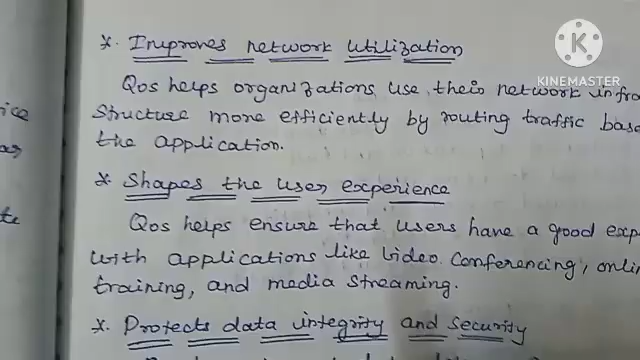 *. Improves network utilization
Qos helps organizations use their network infra
ice
structure more efficiently by routing traffic base
the application.
* Shapes the user experience
Qos helps ensure that users have a good exp
with applications like Video Conferencing, onlin
training, and media streaming.
*. Protects data integrity and security
K
KINEMASTER